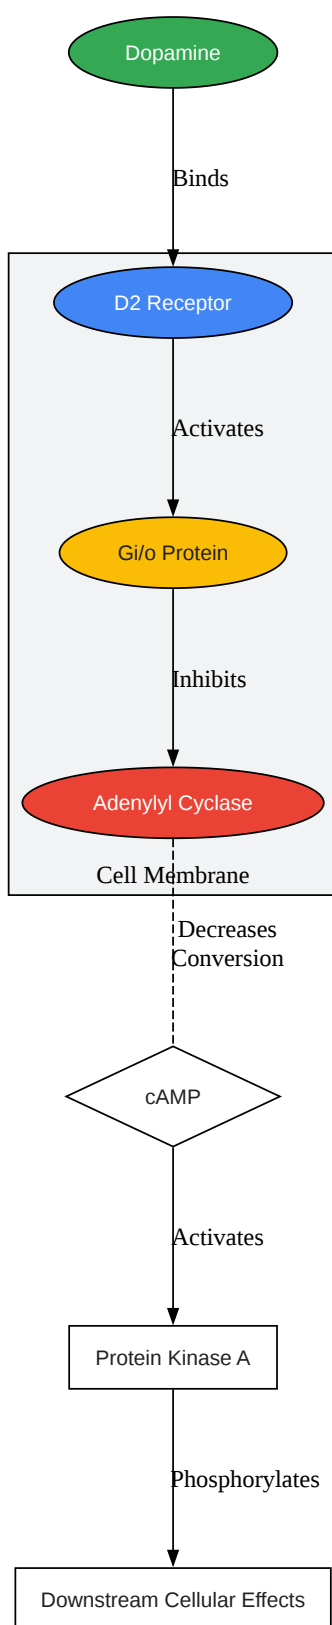 Dopamine
Binds
D2 Receptor
Activates
Gi/o Protein
Inhibits
Adenylyl Cyclase
Cell Membrane
Decreases
Conversion
cAMP
Activates
Protein Kinase A
Phosphorylates
Downstream Cellular Effects